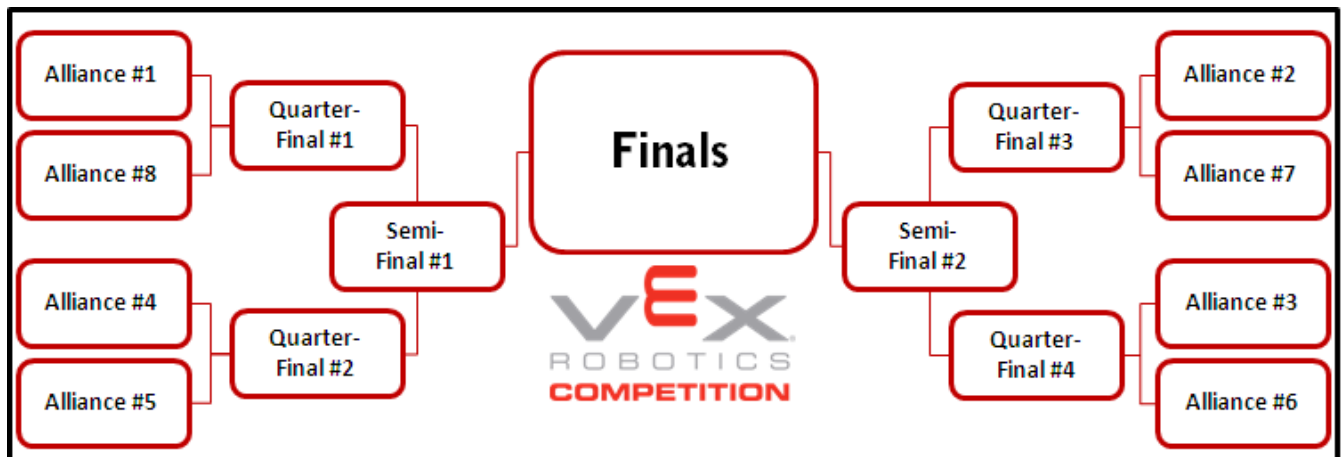 Alliance #1
Alliance #8
Quarter-
Final #1
Alliance #4
Alliance #5
Quarter-
Final #2
Semi-
Final #1
Finals
VEX
ROBOTICS
COMPETITION
Semi-
Final #2
Quarter-
Final #3
Alliance #2
Alliance #7
Quarter-
Final #4
Alliance #3
Alliance #6